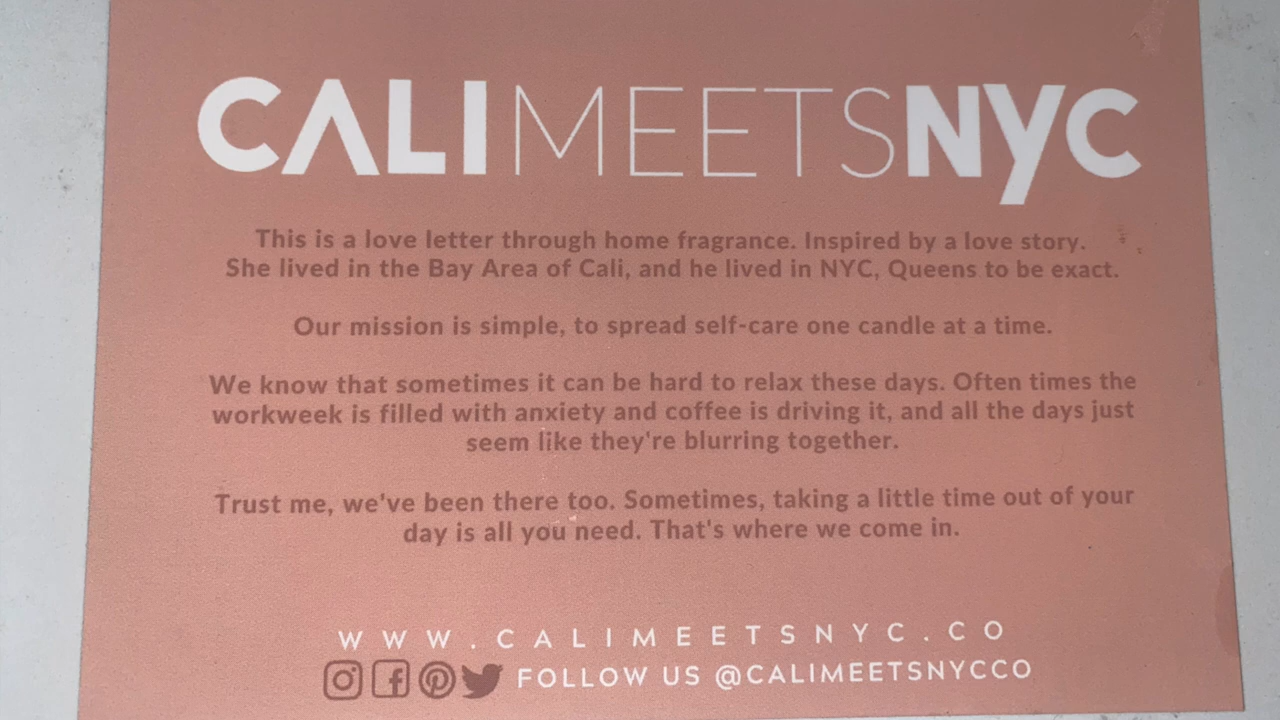 CALIMEETSNYC
This is a love letter through home fragrance. Inspired by a love story.
She lived in the Bay Area of Cali, and he lived in NYC, Queens to be exact.
Our mission is simple, to spread self-care one candle at a time.
We know that sometimes it can be hard to relax these days. Often times the
workweek is filled with anxiety and coffee is driving it, and all the days just
seem like they're blurring together.
Trust me, we've been there too. Sometimes, taking a little time out of your
day is all you need. That's where we come in.
WWW.CALIMEETSNYC.CO
FOLLOW US @CALIMEETSNYCCO